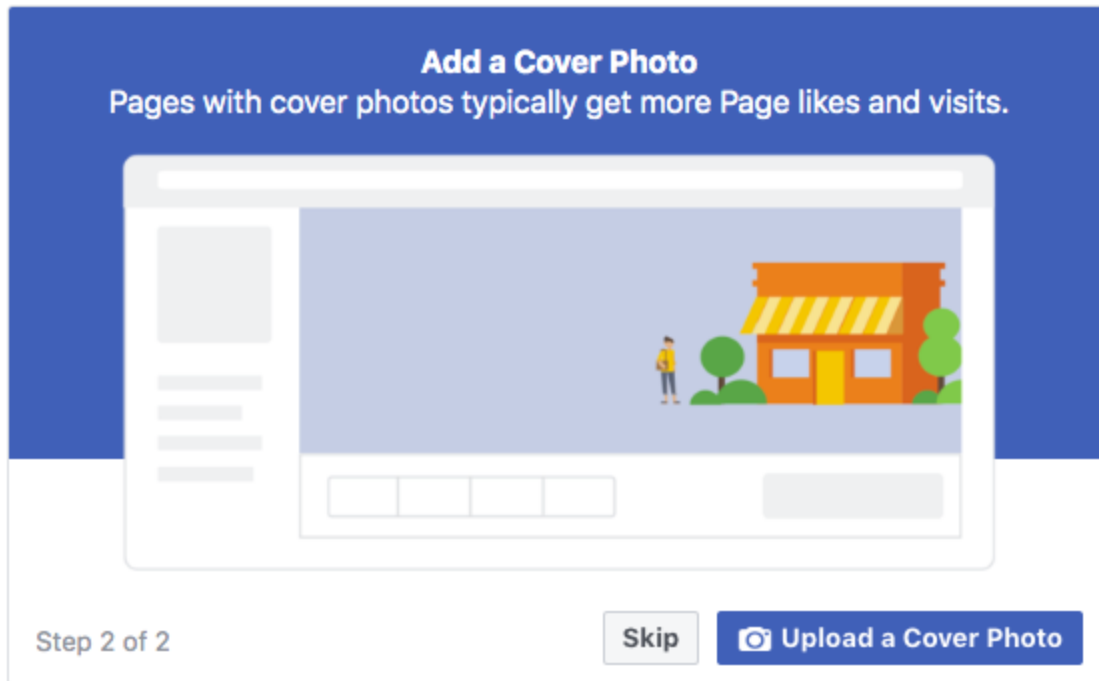 Add a Cover Photo
Pages with cover photos typically get more Page likes and visits.
Step 2 of 2
Skip
Upload a Cover Photo